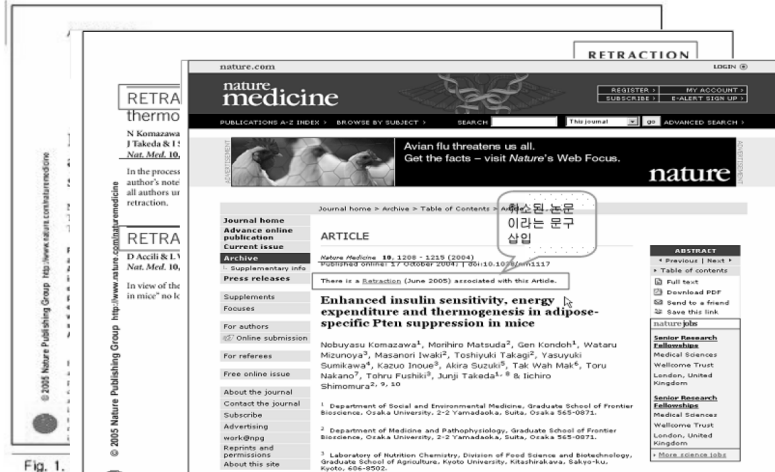 RETRACTION
© 2005 Nature Publishing Group http://www.nature.com/naturemedicine
RETRA
thermo
N Komazawa
J Takeda & I S
Nat. Med. 10,
In the process
author's note
all authors un
retraction.
RETRA
D Accili & L
Nat. Med. 10,
In view of the
in mice" no lo
© 2005 Nature Publishing Group http://www.nature.com/naturemedicine
nature.com
LOGIN
nature
medicine
REGISTER
MY ACCOUNT
SUBSCRIBE
E-ALERT SIGN UP
PUBLICATIONS A-Z INDEX > BROWSE BY SUBJECT >
SEARCH
This journal
go
ADVANCED SEARCH >
ADVERTISEMENT
Avian flu threatens us all.
Get the facts – visit Nature's Web Focus.
nature
ADVERTISEMENT
Journal home > Archive > Table of Contents > Article
취소된 논문
이라는 문구
삽입
Journal home
Advance online
publication
Current issue
Archive
Supplementary info
Press releases
Supplements
Focuses
For authors
Online submission
For referees
Free online issue
About the journal
Contact the journal
Subscribe
Advertising
work@npg
Reprints and
permissions
About this site
ARTICLE
Nature Medicine 10, 1208 - 1215 (2004)
Published online: 17 October 2004; | doi:10.1038/nm1117
There is a Retraction (June 2005) associated with this Article.
Enhanced insulin sensitivity, energy
expenditure and thermogenesis in adipose-
specific Pten suppression in mice
Nobuyasu Komazawa1, Morihiro Matsuda2, Gen Kondoh1, Wataru
Mizunoya3, Masanori Iwaki2, Toshiyuki Takagi2, Yasuyuki
Sumikawa4, Kazuo Inoue3, Akira Suzuki5, Tak Wah Mak6, Toru
Nakano7, Tohru Fushiki3, Junji Takeda1, 8 & Iichiro
Shimomura2, 9, 10
1 Department of Social and Environmental Medicine, Graduate School of Frontier
Bioscience, Osaka University, 2-2 Yamadaoka, Suita, Osaka 565-0871.
2 Department of Medicine and Pathophysiology, Graduate School of Frontier
Bioscience, Osaka University, 2-2 Yamadaoka, Suita, Osaka 565-0871.
3 Laboratory of Nutrition Chemistry, Division of Food Science and Biotechnology,
Graduate School of Agriculture, Kyoto University, Kitashirakawa, Sakyo-ku,
Kyoto, 606-8502.
ABSTRACT
Previous | Next
Table of contents
Full text
Download PDF
Send to a friend
Save this link
naturejobs
Senior Research
Fellowships
Medical Sciences
Wellcome Trust
London, United
Kingdom
Senior Research
Fellowships
Medical Sciences
Wellcome Trust
London, United
Kingdom
More science jobs
Fig. 1.